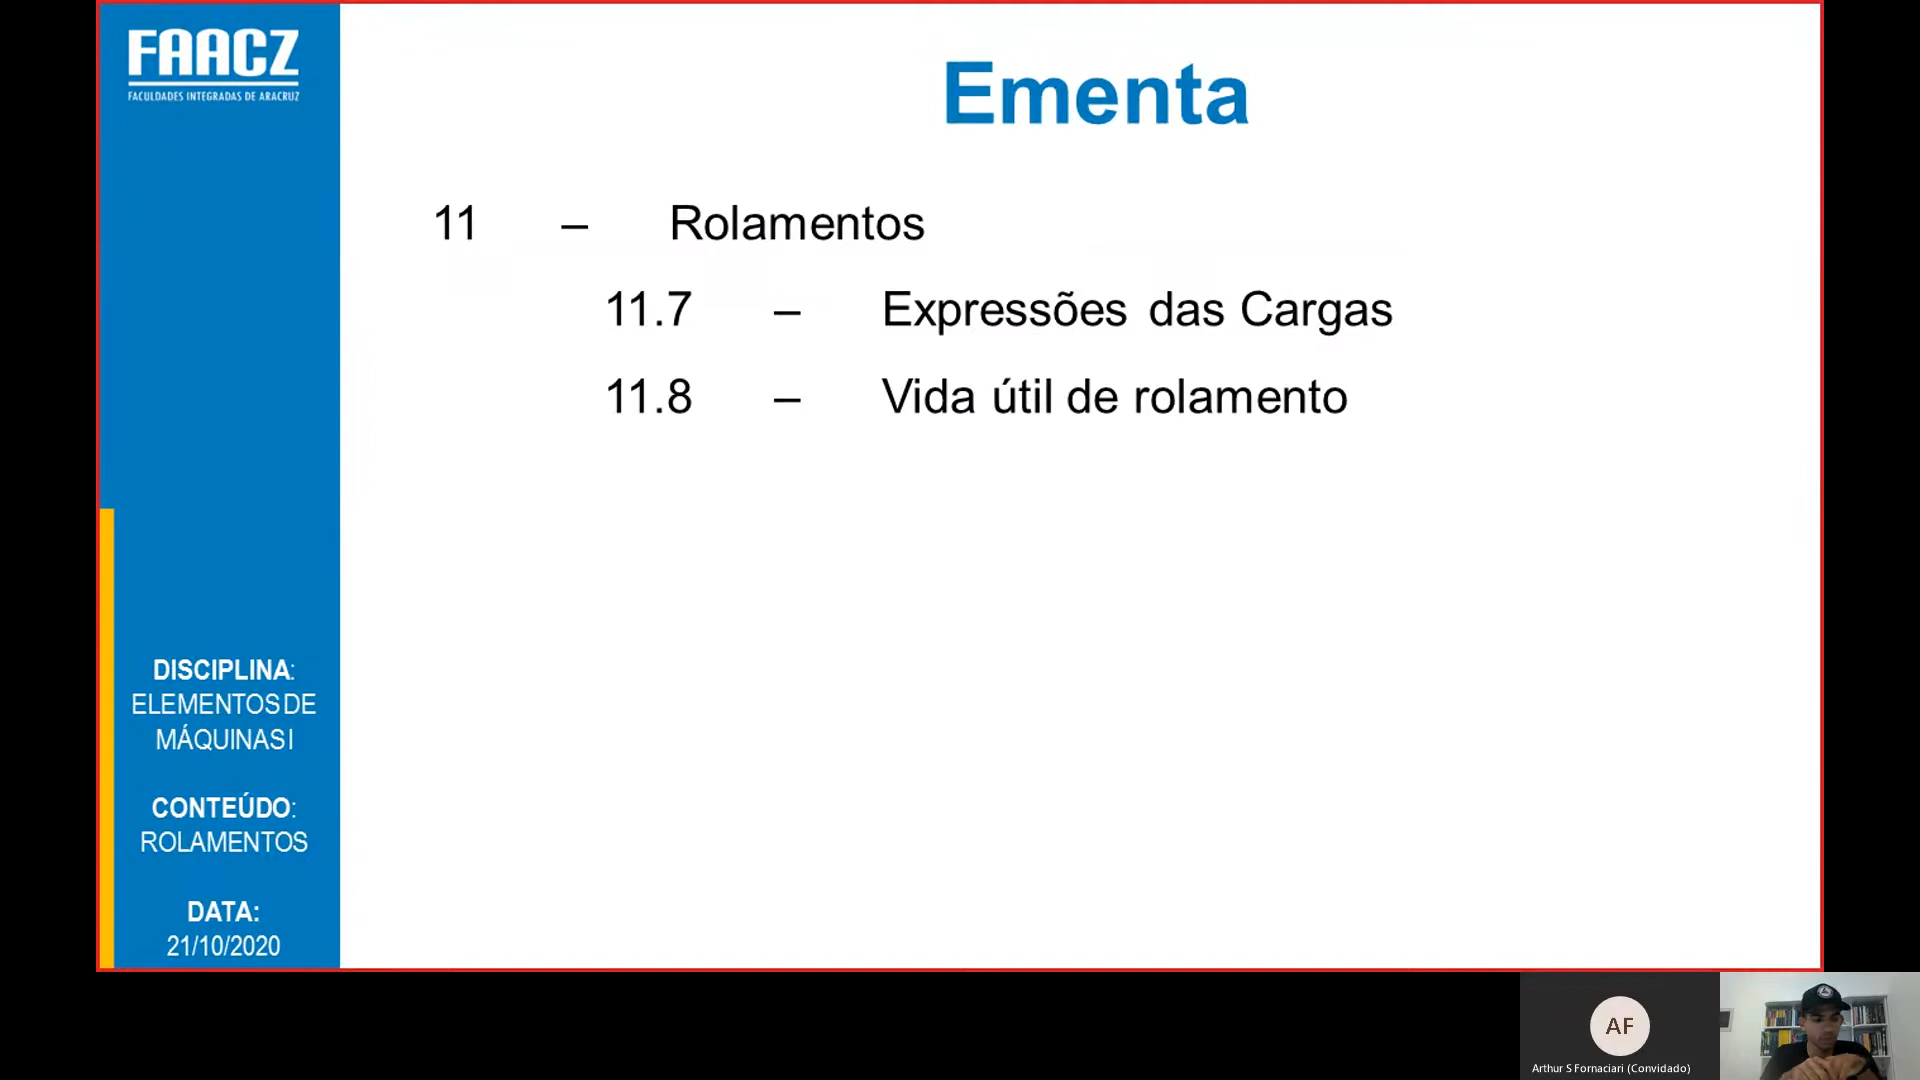 FAACZ
FACULDADES INTEGRADAS DE ARACRUZ
Ementa
11 – Rolamentos
11.7 – Expressões das Cargas
11.8 – Vida útil de rolamento
DISCIPLINA:
ELEMENTOS DE
MÁQUINAS I
CONTEÚDO:
ROLAMENTOS
DATA:
21/10/2020
AF
Arthur S Fornaciari (Convidado)